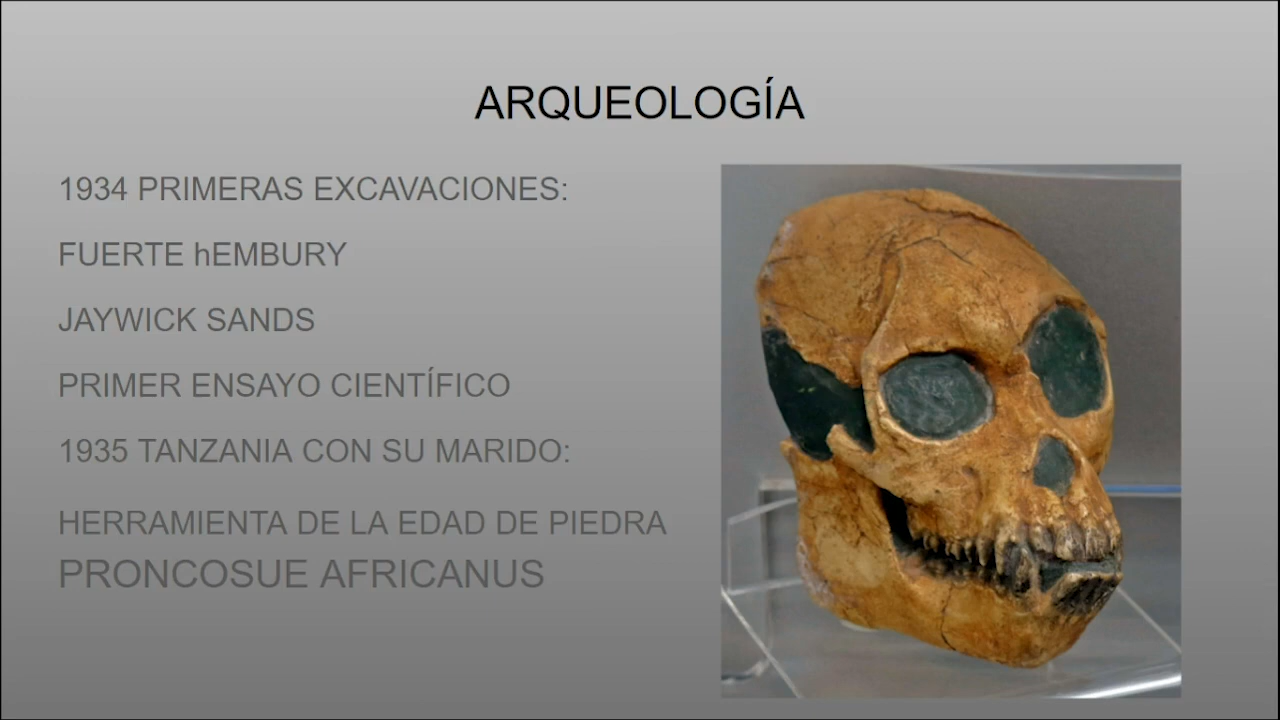 ARQUEOLOGÍA
1934 PRIMERAS EXCAVACIONES:
FUERTE hEMBURY
JAYWICK SANDS
PRIMER ENSAYO CIENTÍFICO
1935 TANZANIA CON SU MARIDO:
HERRAMIENTA DE LA EDAD DE PIEDRA
PRONCOSUE AFRICANUS